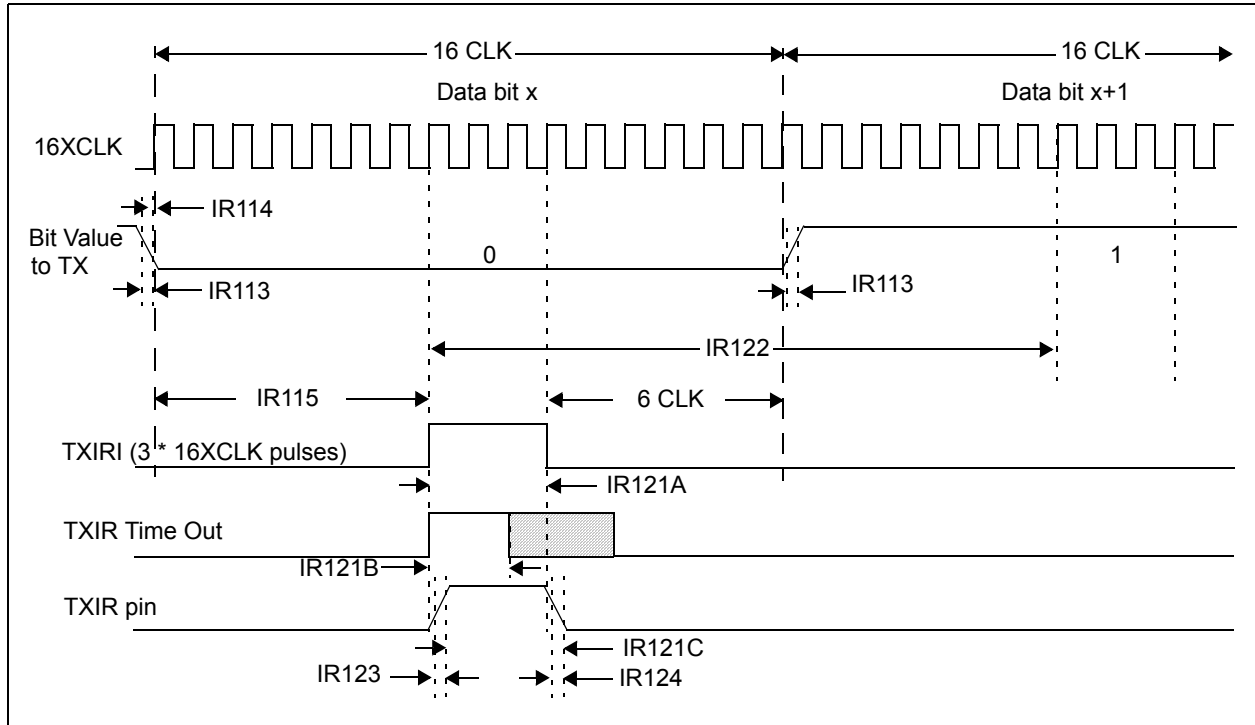 16 CLK 16 CLK
Data bit x Data bit x+1
16XCLK
IR114
Bit Value
to TX
0 1
IR113 IR113
IR122
IR115 6 CLK
TXIRI (3 * 16XCLK pulses)
IR121A
TXIR Time Out
IR121B
TXIR pin
IR121C
IR123 IR124